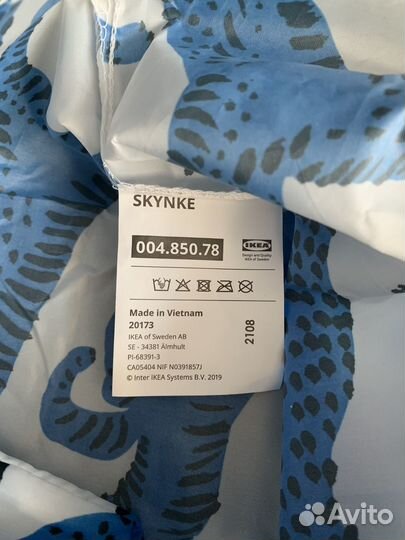 SKYNKE
004.850.78
IKEA
Design and Quality
IKEA of Sweden
Made in Vietnam
20173
IKEA of Sweden AB
SE - 34381 Älmhult
PI-68391-3
CA05404 NIF N0391857J
© Inter IKEA Systems B.V. 2019
2108
Avito